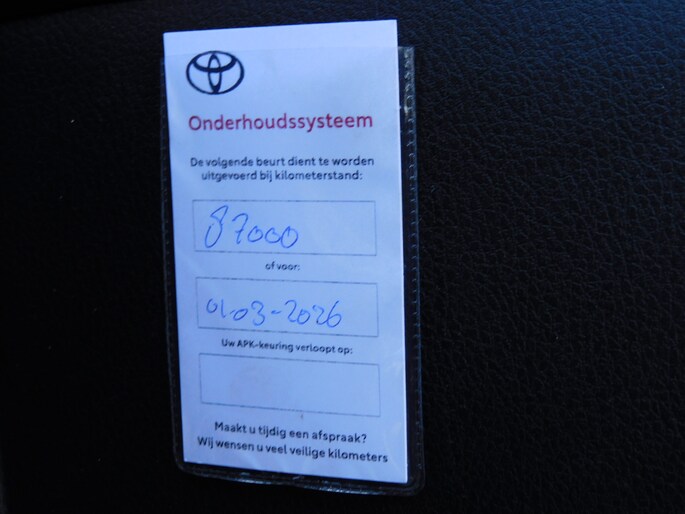 Onderhoudssysteem
De volgende beurt dient te worden
uitgevoerd bij kilometerstand:
87000
of voor:
01-03-2026
Uw APK-keuring verloopt op:
Maakt u tijdig een afspraak?
Wij wensen u veel veilige kilometers